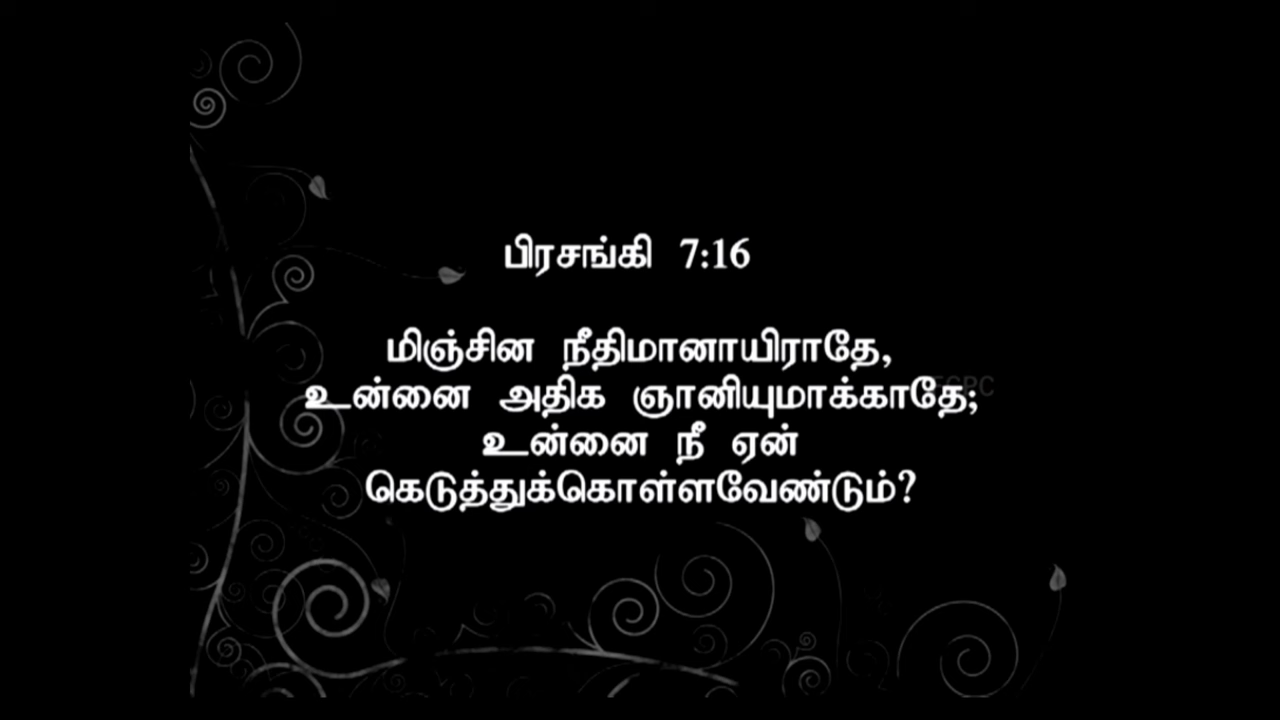 பிரசங்கி 7:16
மிஞ்சின நீதிமானாயிராதே,
உன்னை அதிக ஞானியுமாக்காதே;
உன்னை நீ ஏன்
கெடுத்துக்கொள்ளவேண்டும்?